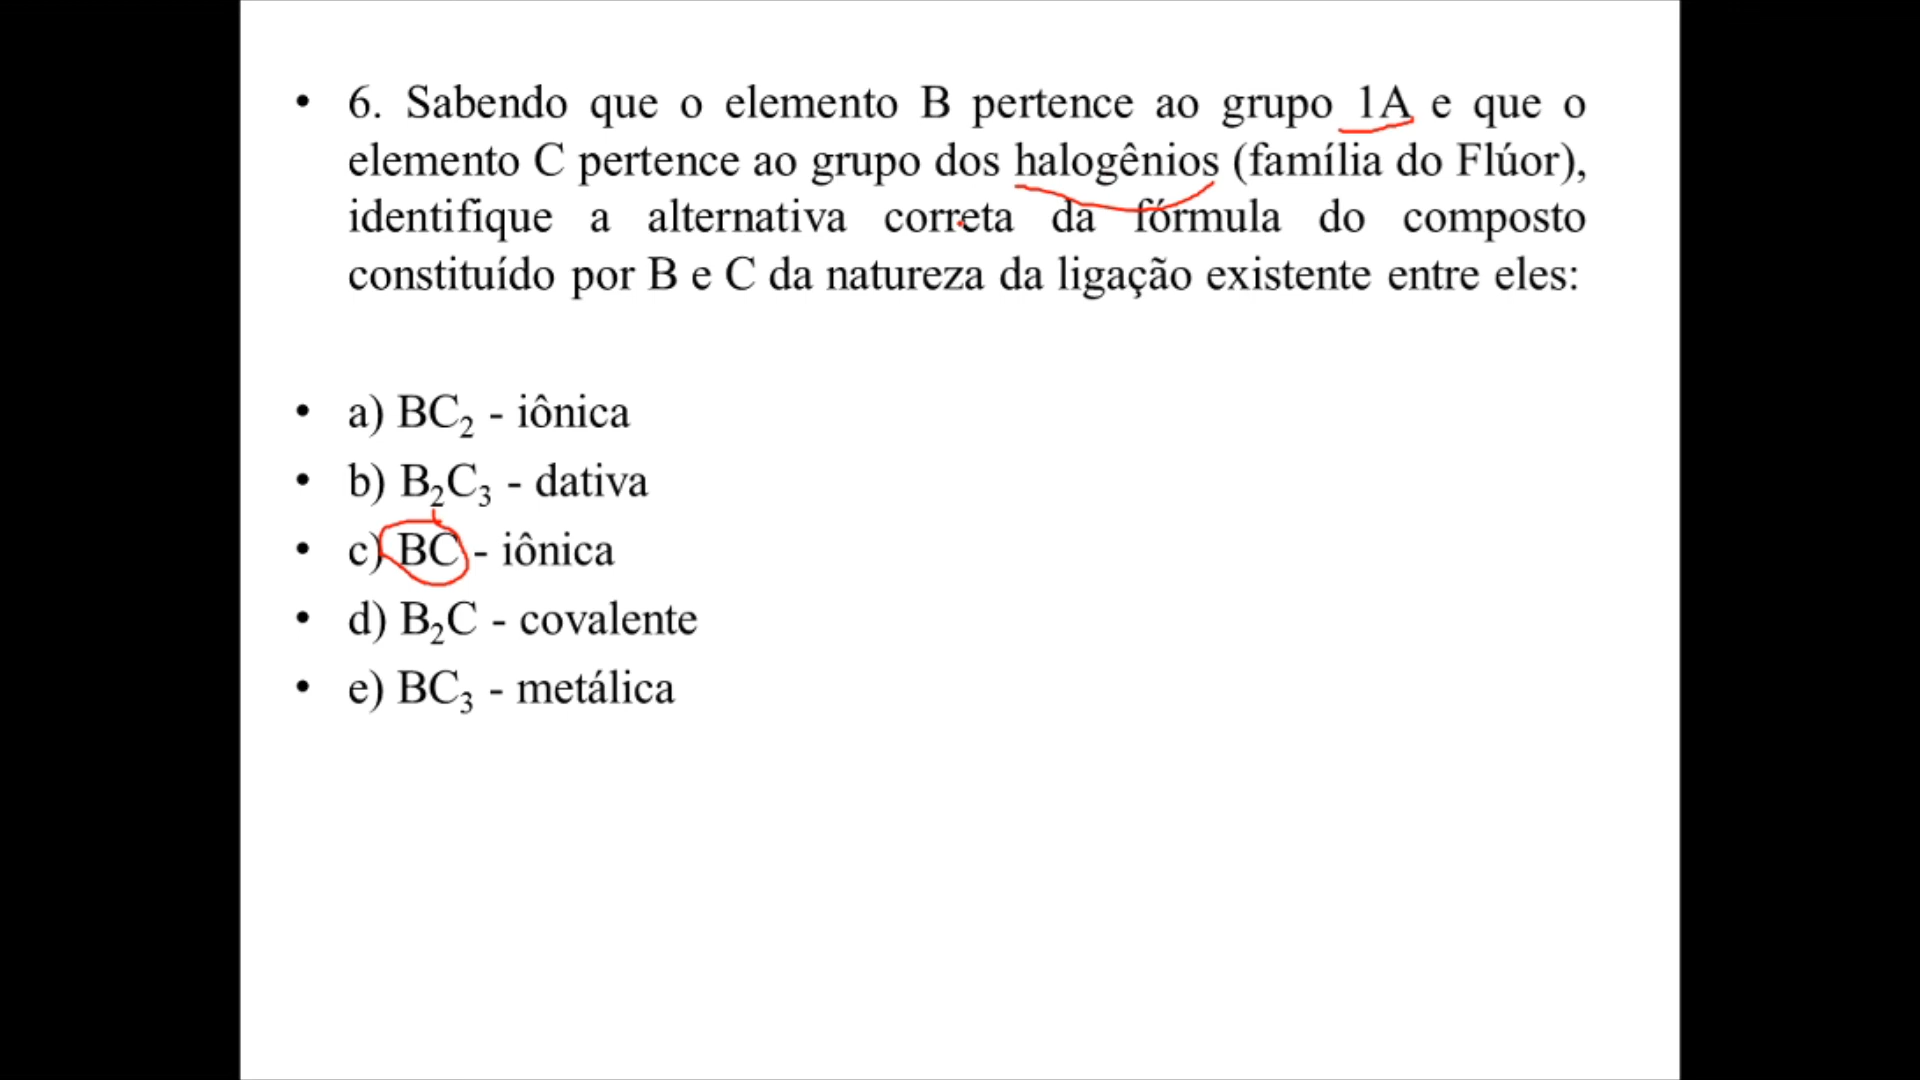 • 6. Sabendo que o elemento B pertence ao grupo 1A e que o
elemento C pertence ao grupo dos halogênios (família do Flúor),
identifique a alternativa correta da fórmula do composto
constituído por B e C da natureza da ligação existente entre eles:
• a) BC₂ - iônica
• b) B₂C₃ - dativa
• c) BC - iônica
• d) B₂C - covalente
• e) BC₃ - metálica